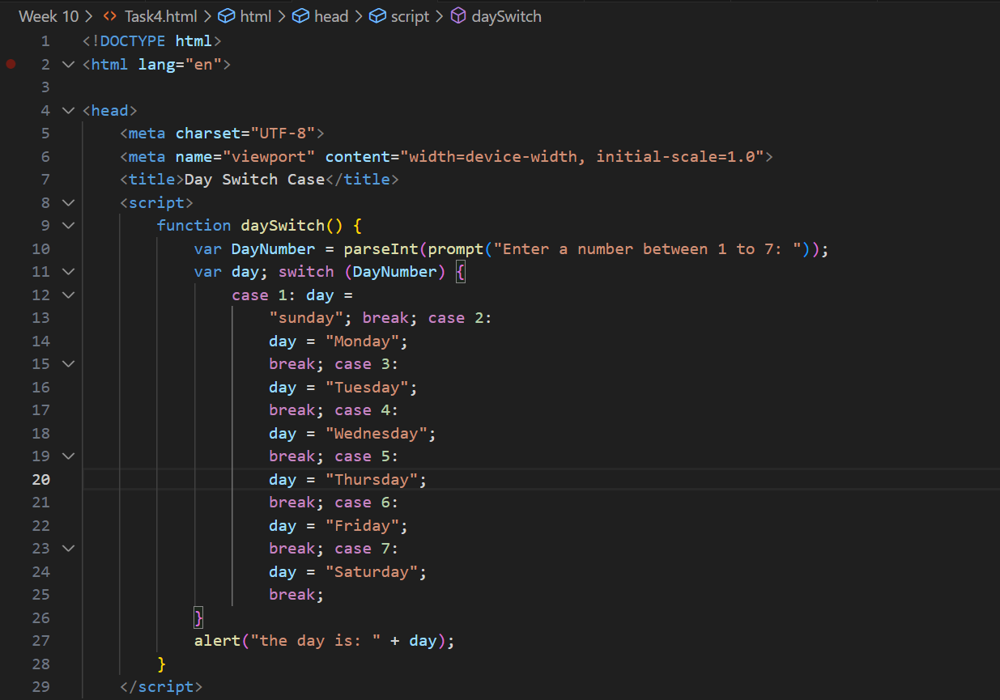 Week 10 > Task4.html > html > head > script > daySwitch
1 <!DOCTYPE html>
2 <html lang="en">
3
4 <head>
5 <meta charset="UTF-8">
6 <meta name="viewport" content="width=device-width, initial-scale=1.0">
7 <title>Day Switch Case</title>
8 <script>
9 function daySwitch() {
10 var DayNumber = parseInt(prompt("Enter a number between 1 to 7: "));
11 var day; switch (DayNumber) {
12 case 1: day =
13 "sunday"; break; case 2:
14 day = "Monday";
15 break; case 3:
16 day = "Tuesday";
17 break; case 4:
18 day = "Wednesday";
19 break; case 5:
20 day = "Thursday";
21 break; case 6:
22 day = "Friday";
23 break; case 7:
24 day = "Saturday";
25 break;
26 }
27 alert("the day is: " + day);
28 }
29 </script>